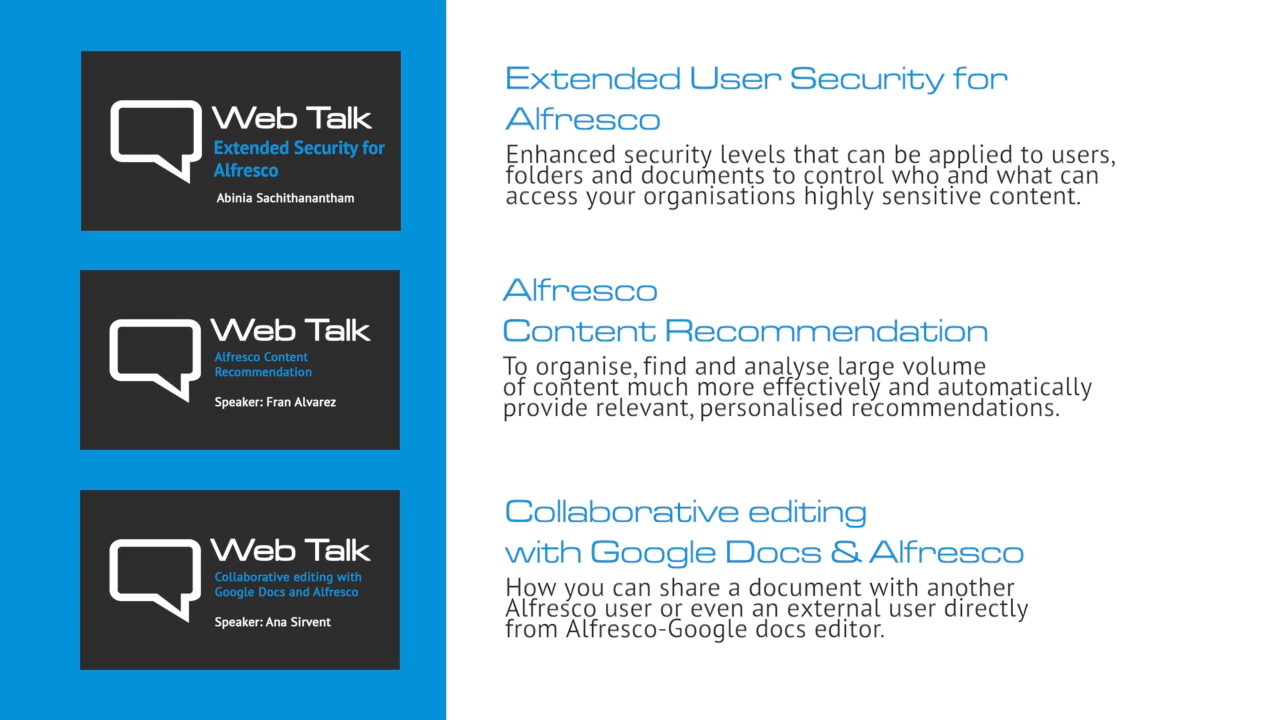 Web Talk
Extended Security for
Alfresco
Abinia Sachithanantham
Extended User Security for
Alfresco
Enhanced security levels that can be applied to users,
folders and documents to control who and what can
access your organisations highly sensitive content.
Web Talk
Alfresco Content
Recommendation
Speaker: Fran Alvarez
Alfresco
Content Recommendation
To organise, find and analyse large volume
of content much more effectively and automatically
provide relevant, personalised recommendations.
Web Talk
Collaborative editing with
Google Docs and Alfresco
Speaker: Ana Sirvent
Collaborative editing
with Google Docs & Alfresco
How you can share a document with another
Alfresco user or even an external user directly
from Alfresco-Google docs editor.